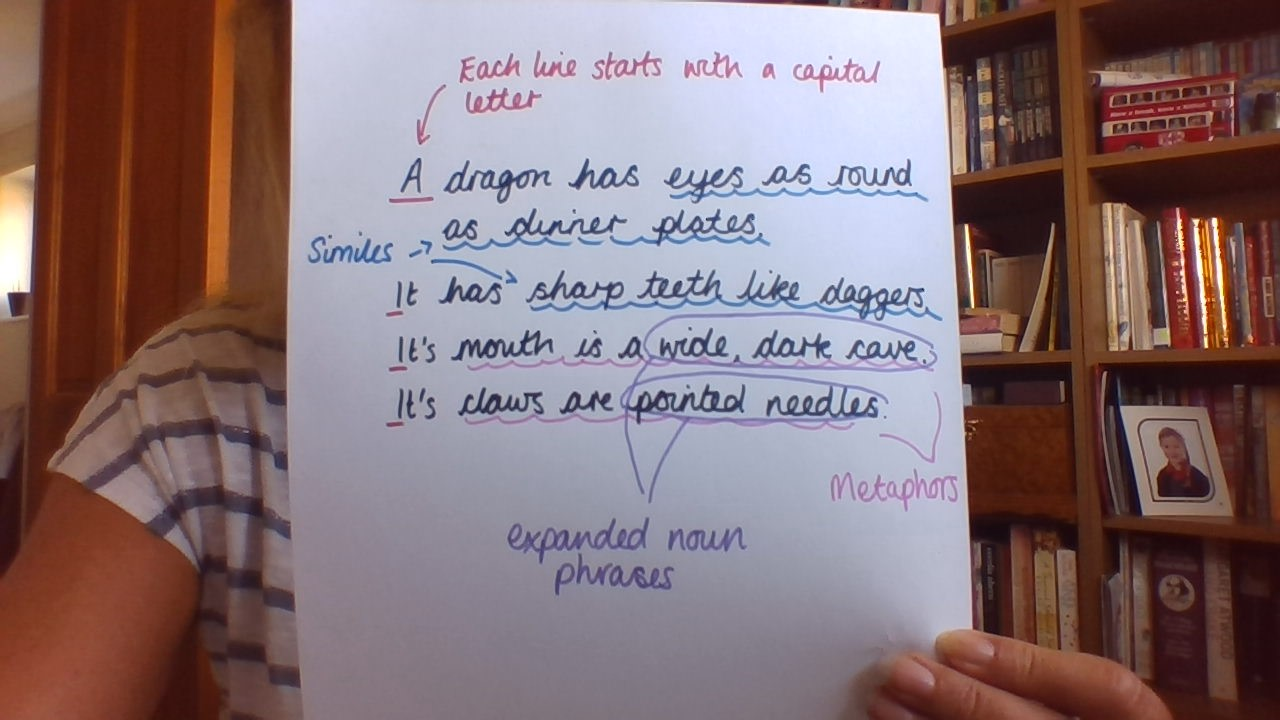 Each line starts with a capital
letter
A dragon has eyes as round
as dinner plates.
Similes
It has sharp teeth like daggers.
It's mouth is a wide, dark cave.
It's claws are pointed needles.
Metaphors
expanded noun
phrases